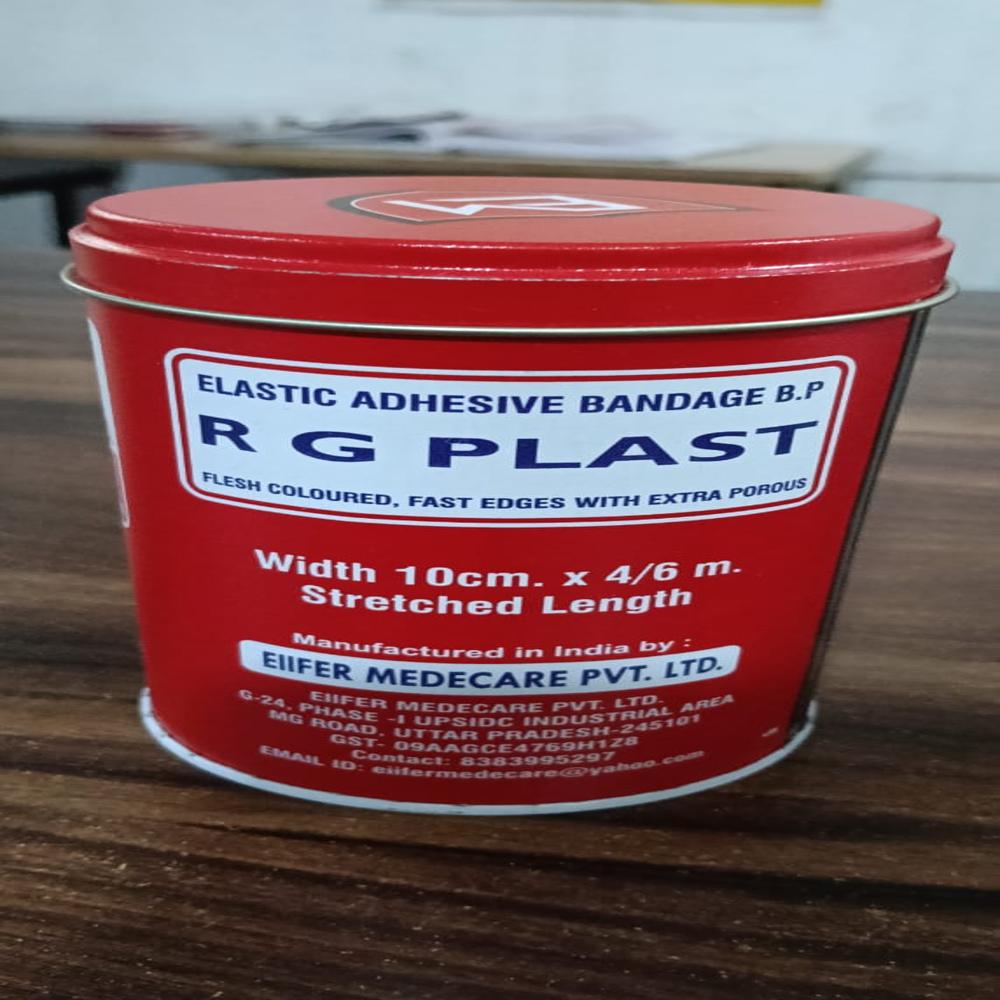 ELASTIC ADHESIVE BANDAGE B.P
R G PLAST
FLESH COLOURED, FAST EDGES WITH EXTRA POROUS
Width 10cm. x 4/6 m.
Stretched Length
Manufactured in India by :
EIIFER MEDECARE PVT. LTD.
EIIFER MEDECARE PVT. LTD.
G-24, PHASE -I UPSIDC INDUSTRIAL AREA
MG ROAD, UTTAR PRADESH-245101
GST- 09AAGCE4769H1Z8
Contact: 8383995297
EMAIL ID: eiifermedecare@yahoo.com